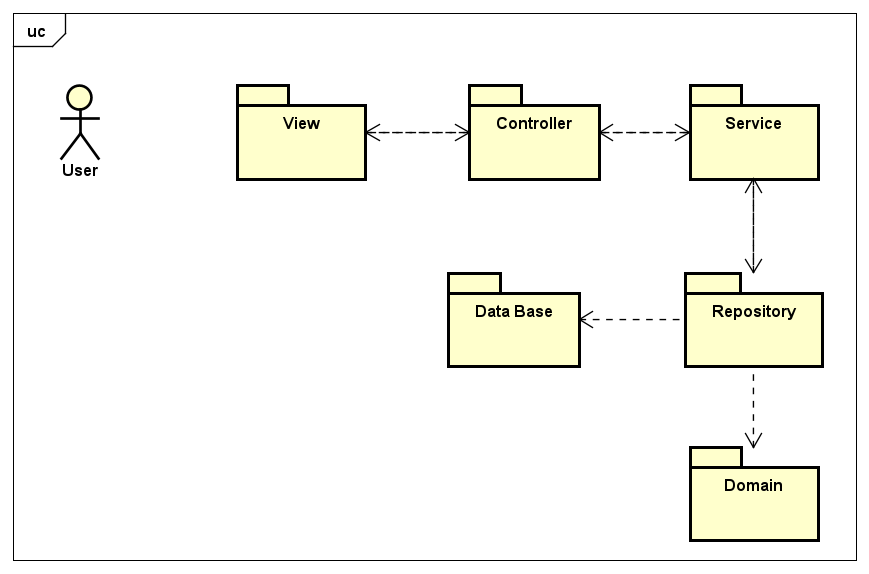 uc
User
View
Controller
Service
Data Base
Repository
Domain